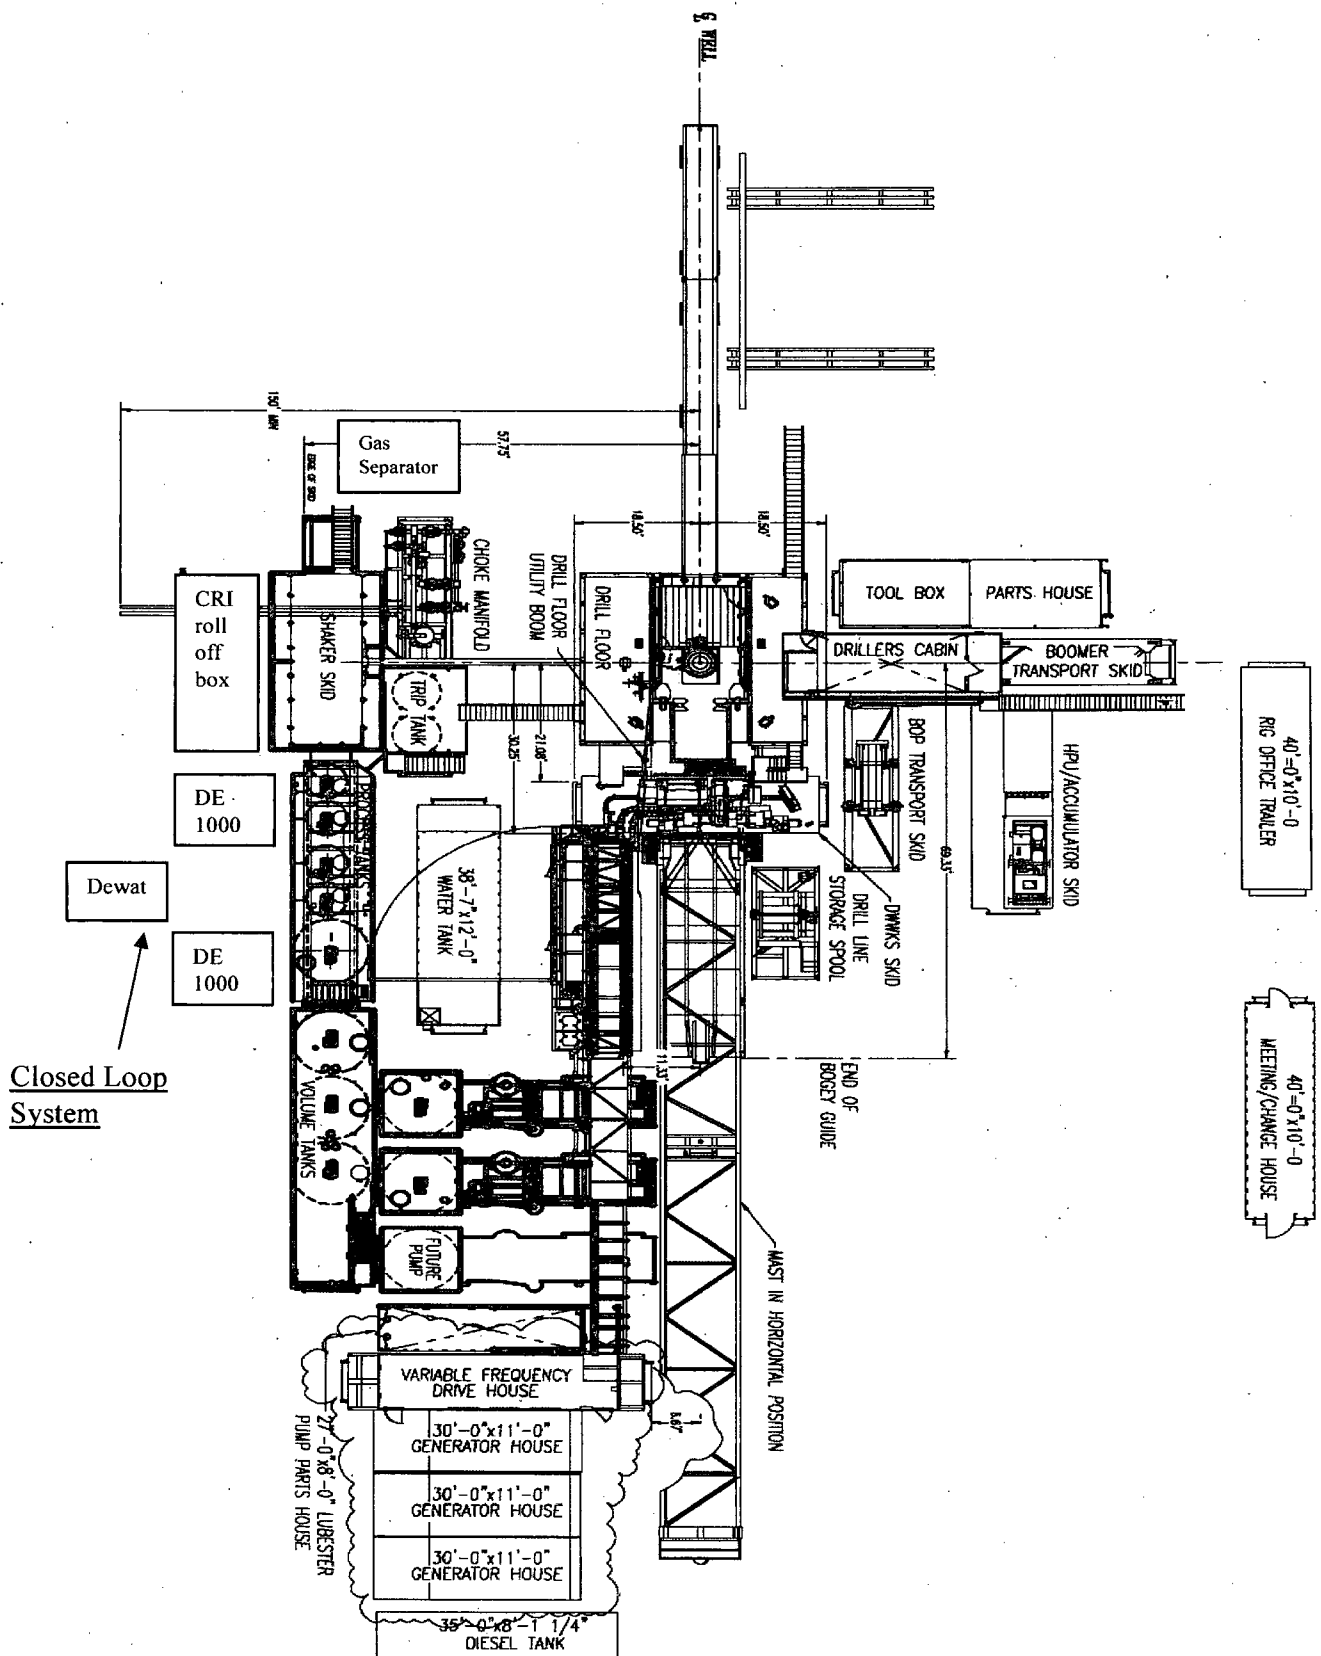 ℄ WELL
150' MIN
57.75'
Gas
Separator
EDGE OF SKID
18.50'
18.50'
CHOKE MANIFOLD
DRILL FLOOR
UTILITY BOOM
DRILL FLOOR
TOOL BOX
PARTS HOUSE
CRI
roll
off
box
SHAKER SKID
TRIP TANK
DRILLERS CABIN
BOOMER
TRANSPORT SKID
21.08'
30.25'
BOP TRANSPORT SKID
HPU/ACCUMULATOR SKID
40'=0"x10'-0
RIG OFFICE TRAILER
DE
1000
PROCESS TANKS
38'-7"x12'-0"
WATER TANK
69.33'
Dewat
DE
1000
DRILL LINE
STORAGE SPOOL
DWWKS SKID
Closed Loop
System
VOLUME TANKS
11.33'
END OF
BOGEY GUIDE
40'=0"x10'-0
MEETING/CHANGE HOUSE
FUTURE
PUMP
MAST IN HORIZONTAL POSITION
VARIABLE FREQUENCY
DRIVE HOUSE
6.67'
27'-0"x8'-0" LUBESTER
PUMP PARTS HOUSE
30'-0"x11'-0"
GENERATOR HOUSE
30'-0"x11'-0"
GENERATOR HOUSE
30'-0"x11'-0"
GENERATOR HOUSE
35'-0"x8'-1 1/4"
DIESEL TANK